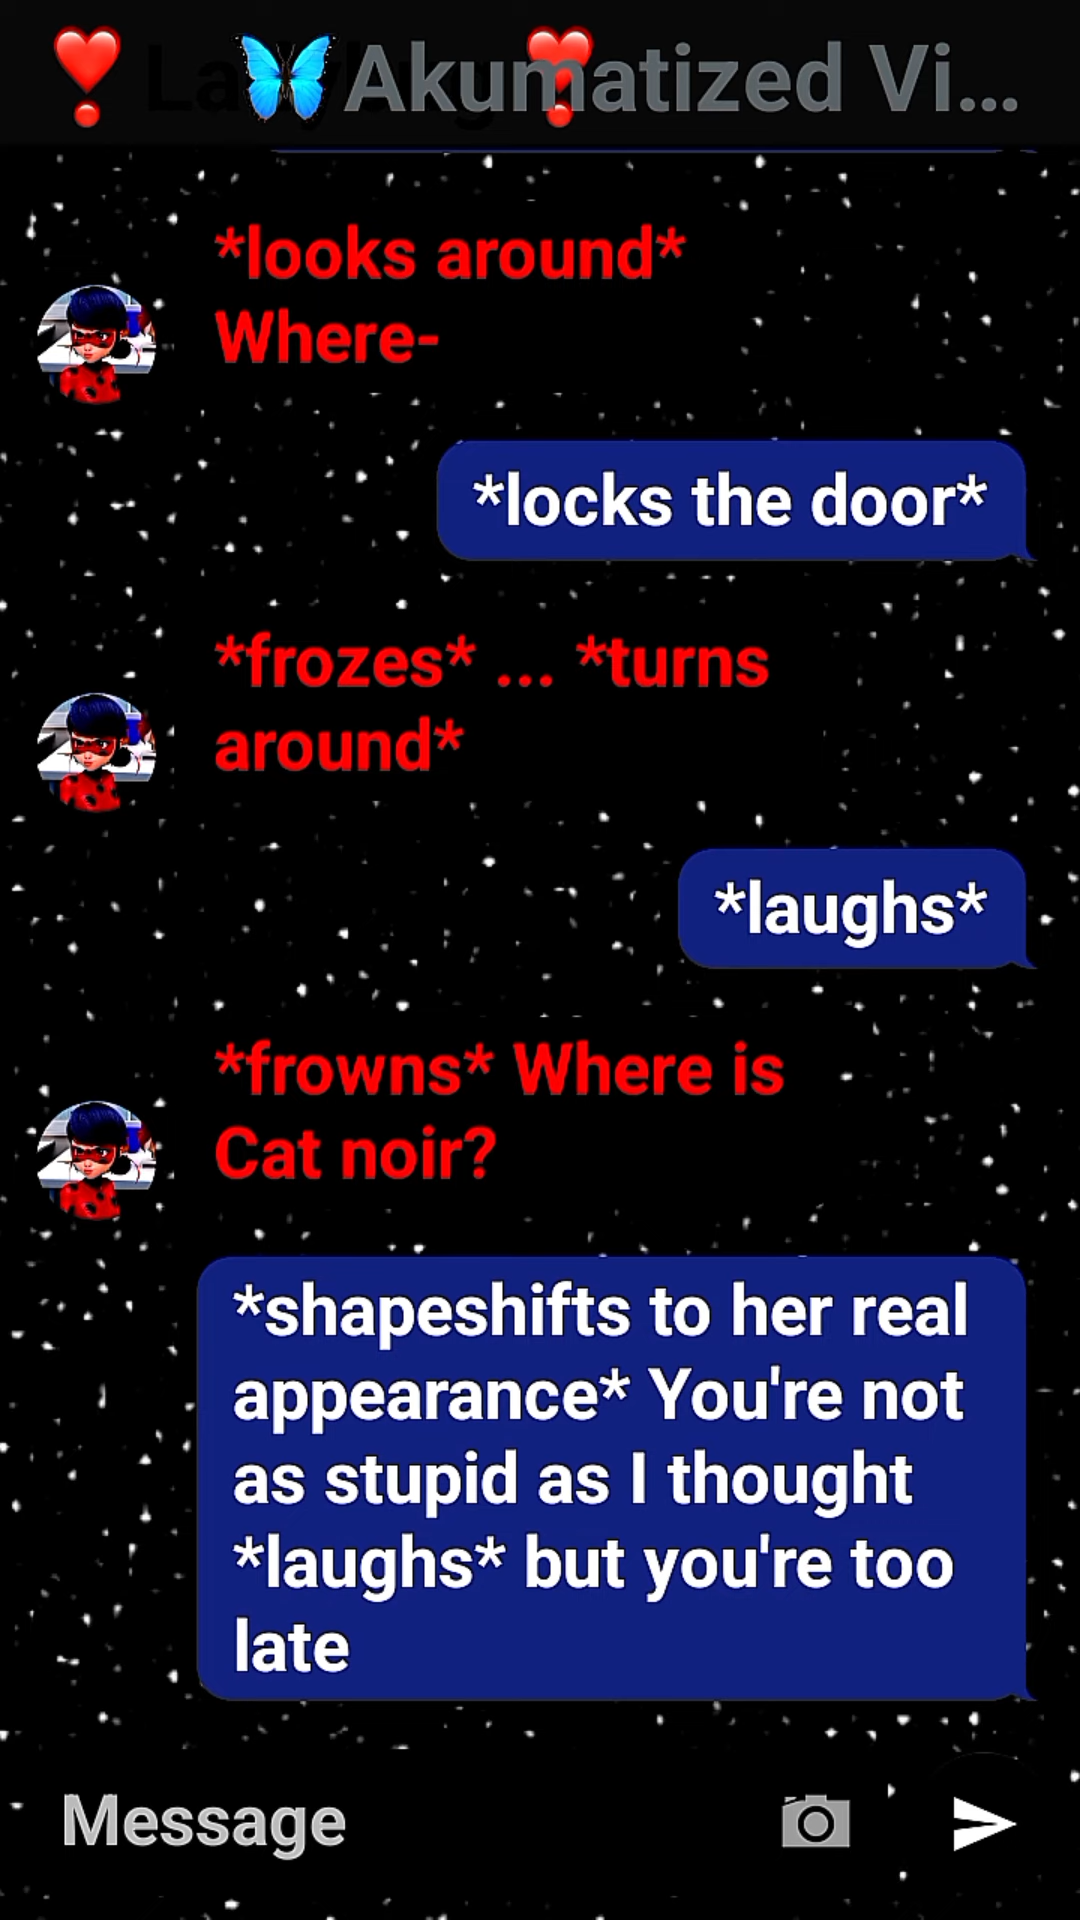 Akumatized Vi...
*looks around*
Where-
*locks the door*
*frozes* ... *turns
around*
*laughs*
*frowns* Where is
Cat noir?
*shapeshifts to her real
appearance* You're not
as stupid as I thought
*laughs* but you're too
late
Message